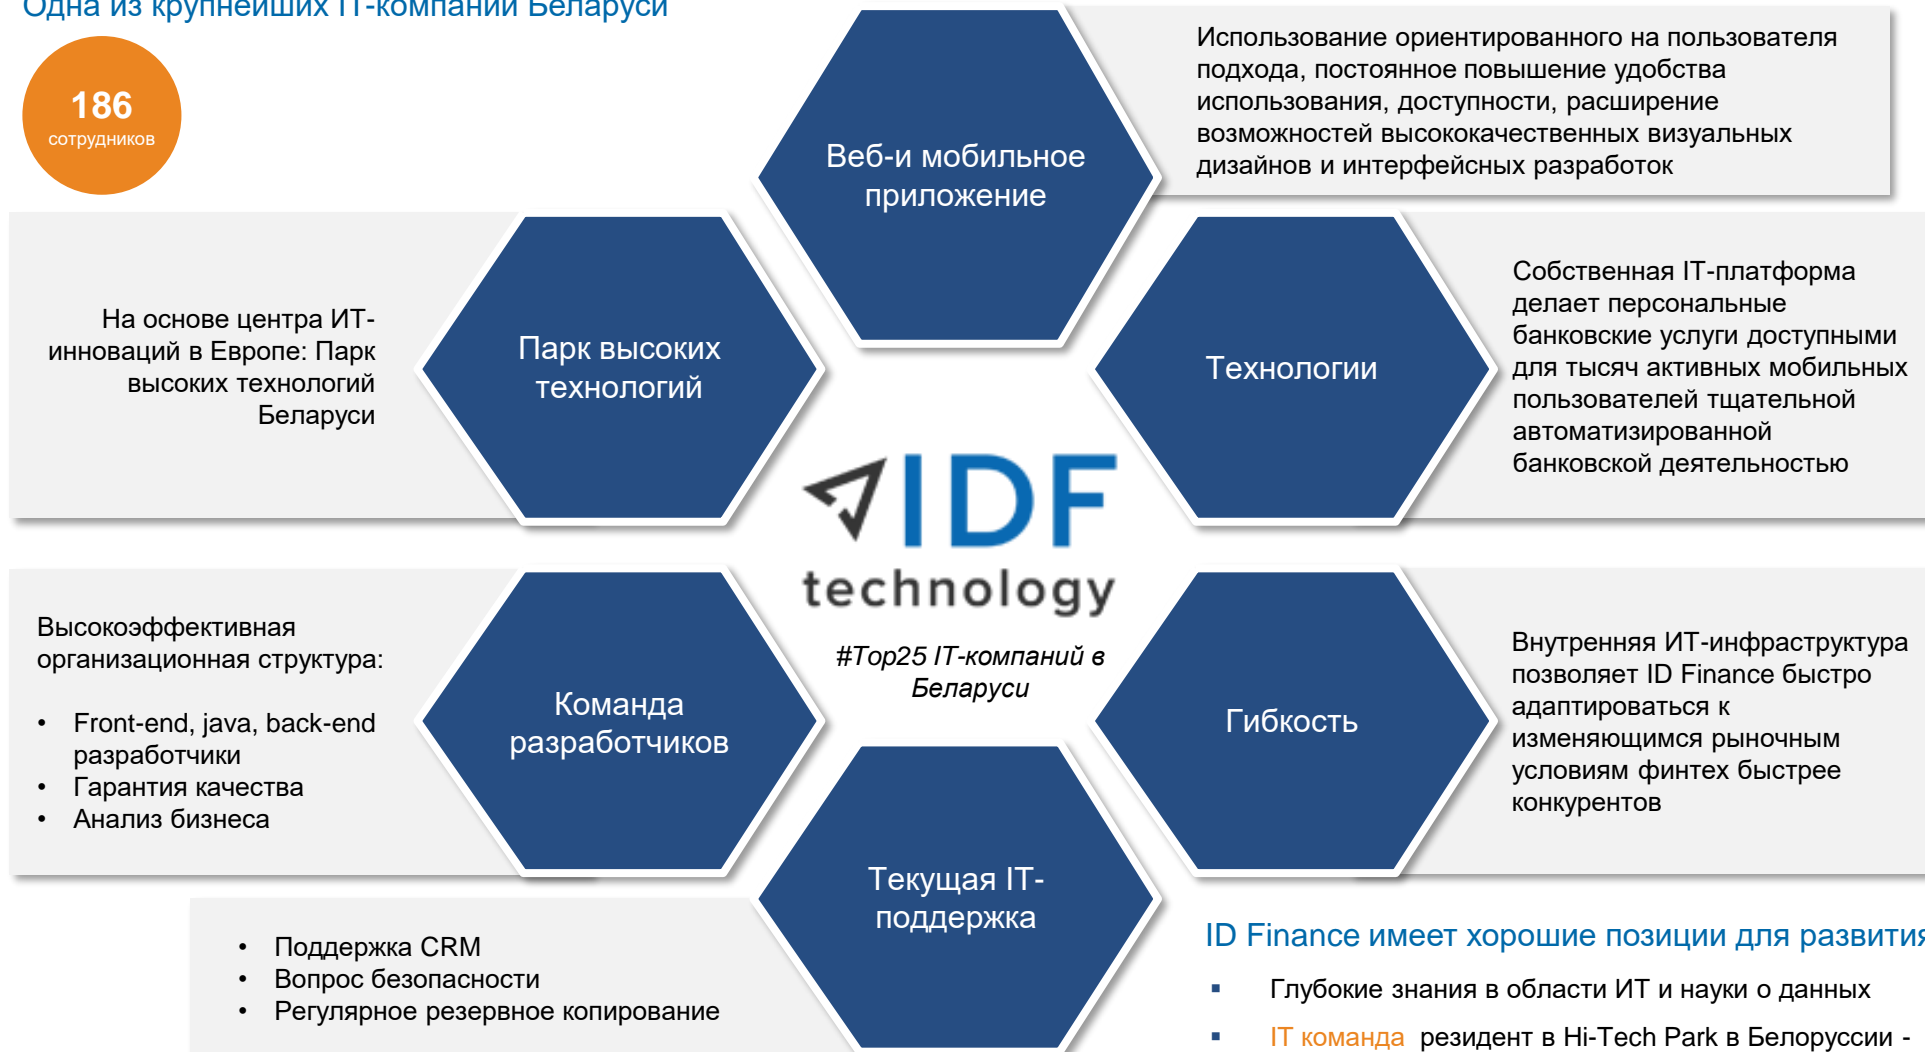 Одна из крупнейших IT-компаний Беларуси
186
сотрудников
Веб-и мобильное
приложение
Использование ориентированного на пользователя
подхода, постоянное повышение удобства
использования, доступности, расширение
возможностей высококачественных визуальных
дизайнов и интерфейсных разработок
На основе центра ИТ-
инноваций в Европе: Парк
высоких технологий
Беларуси
Парк высоких
технологий
Технологии
Собственная IT-платформа
делает персональные
банковские услуги доступными
для тысяч активных мобильных
пользователей тщательной
автоматизированной
банковской деятельностью
IDF
technology
#Top25 IT-компаний в
Беларуси
Высокоэффективная
организационная структура:
• Front-end, java, back-end
разработчики
• Гарантия качества
• Анализ бизнеса
Команда
разработчиков
Гибкость
Внутренняя ИТ-инфраструктура
позволяет ID Finance быстро
адаптироваться к
изменяющимся рыночным
условиям финтех быстрее
конкурентов
Текущая IT-
поддержка
• Поддержка CRM
• Вопрос безопасности
• Регулярное резервное копирование
ID Finance имеет хорошие позиции для развития
▪ Глубокие знания в области ИТ и науки о данных
▪ IT команда резидент в Hi-Tech Park в Белоруссии -